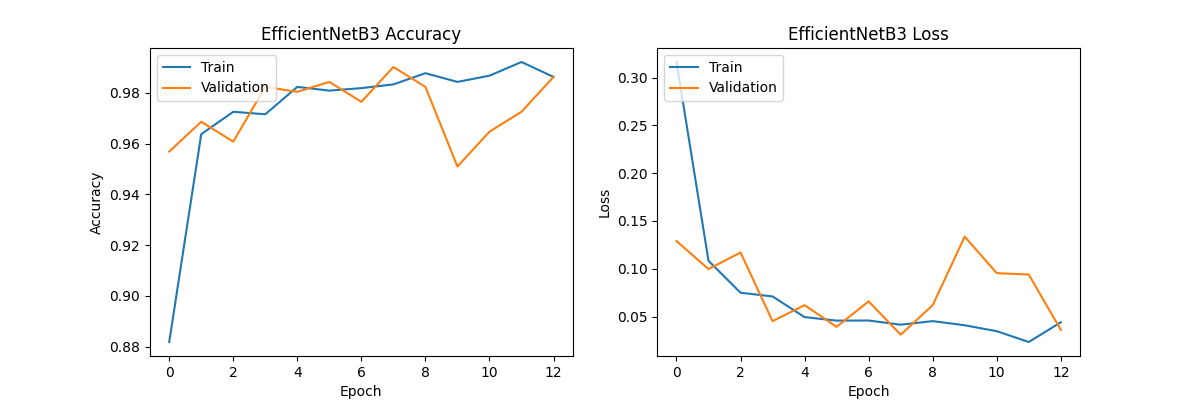 EfficientNetB3 Accuracy
Train
Validation
0.98
0.96
0.94
0.92
0.90
0.88
Accuracy
0 2 4 6 8 10 12
Epoch
EfficientNetB3 Loss
Train
Validation
0.30
0.25
0.20
0.15
0.10
0.05
Loss
0 2 4 6 8 10 12
Epoch